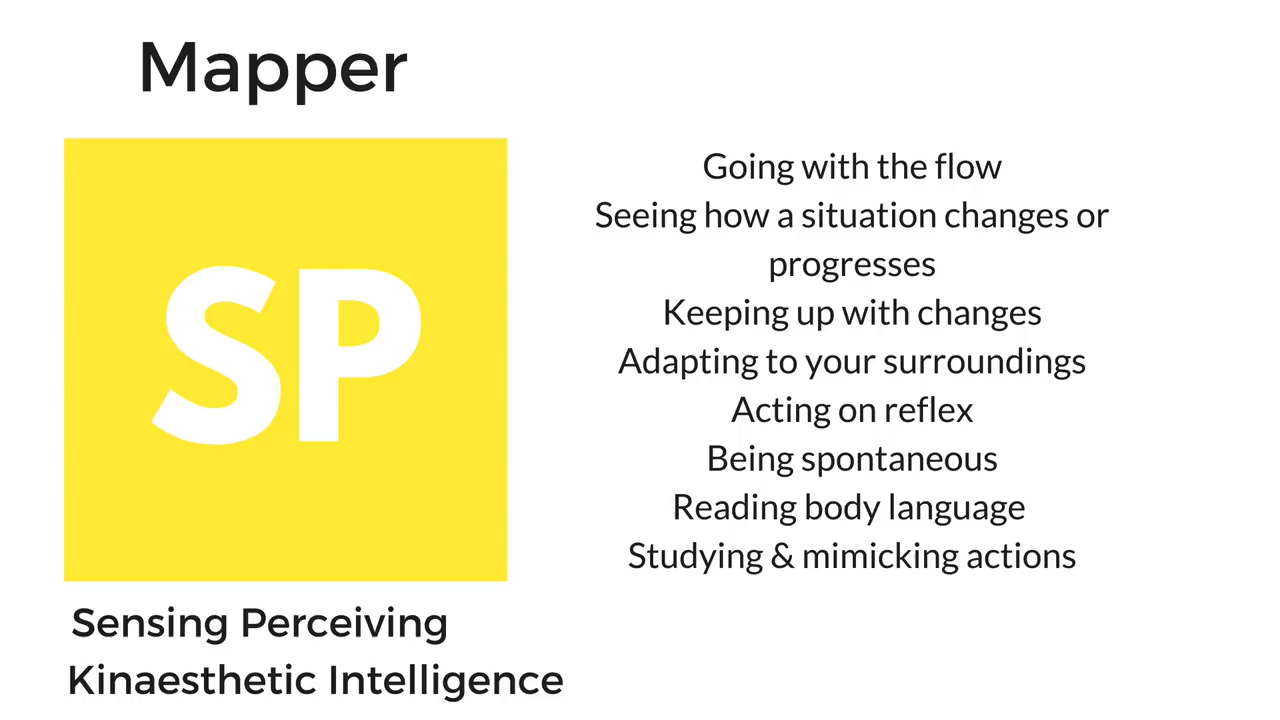 Mapper
SP
Sensing Perceiving
Kinaesthetic Intelligence
Going with the flow
Seeing how a situation changes or
progresses
Keeping up with changes
Adapting to your surroundings
Acting on reflex
Being spontaneous
Reading body language
Studying & mimicking actions